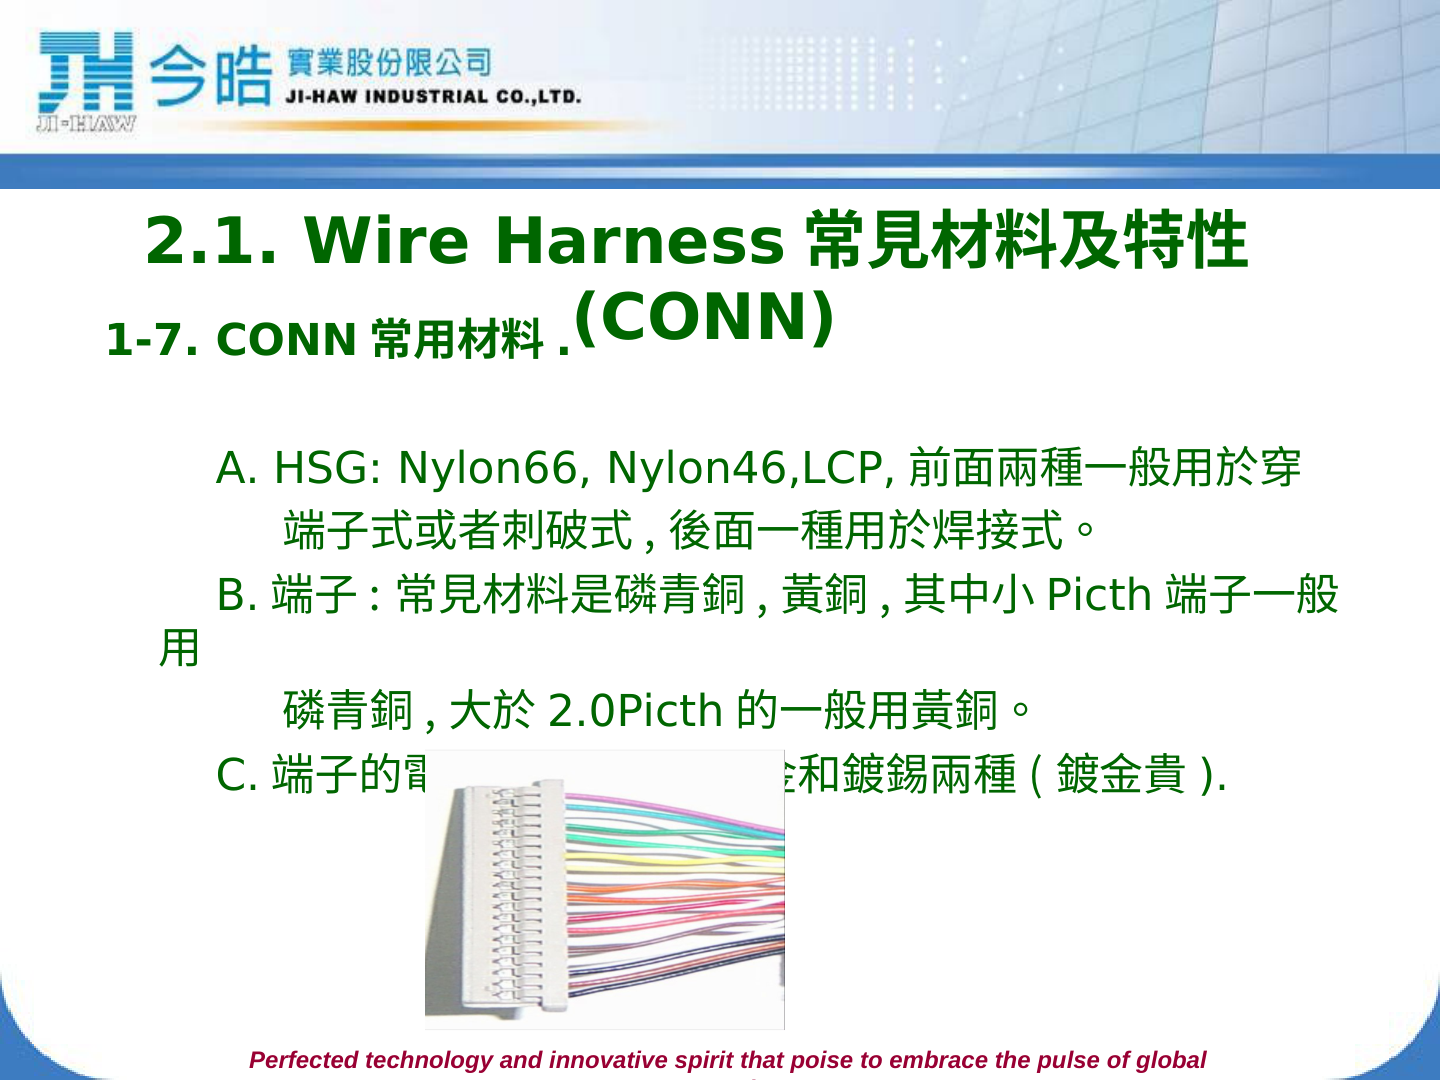 今皓 實業股份限公司
JI-HAW INDUSTRIAL CO.,LTD.
JI-HAW
2.1. Wire Harness 常見材料及特性
(CONN)
1-7. CONN 常用材料 .
A. HSG: Nylon66, Nylon46,LCP, 前面兩種一般用於穿
端子式或者刺破式 , 後面一種用於焊接式。
B. 端子 : 常見材料是磷青銅 , 黃銅 , 其中小 Picth 端子一般
用
磷青銅 , 大於 2.0Picth 的一般用黃銅。
C. 端子的電 金和鍍錫兩種 ( 鍍金貴 ).
Perfected technology and innovative spirit that poise to embrace the pulse of global